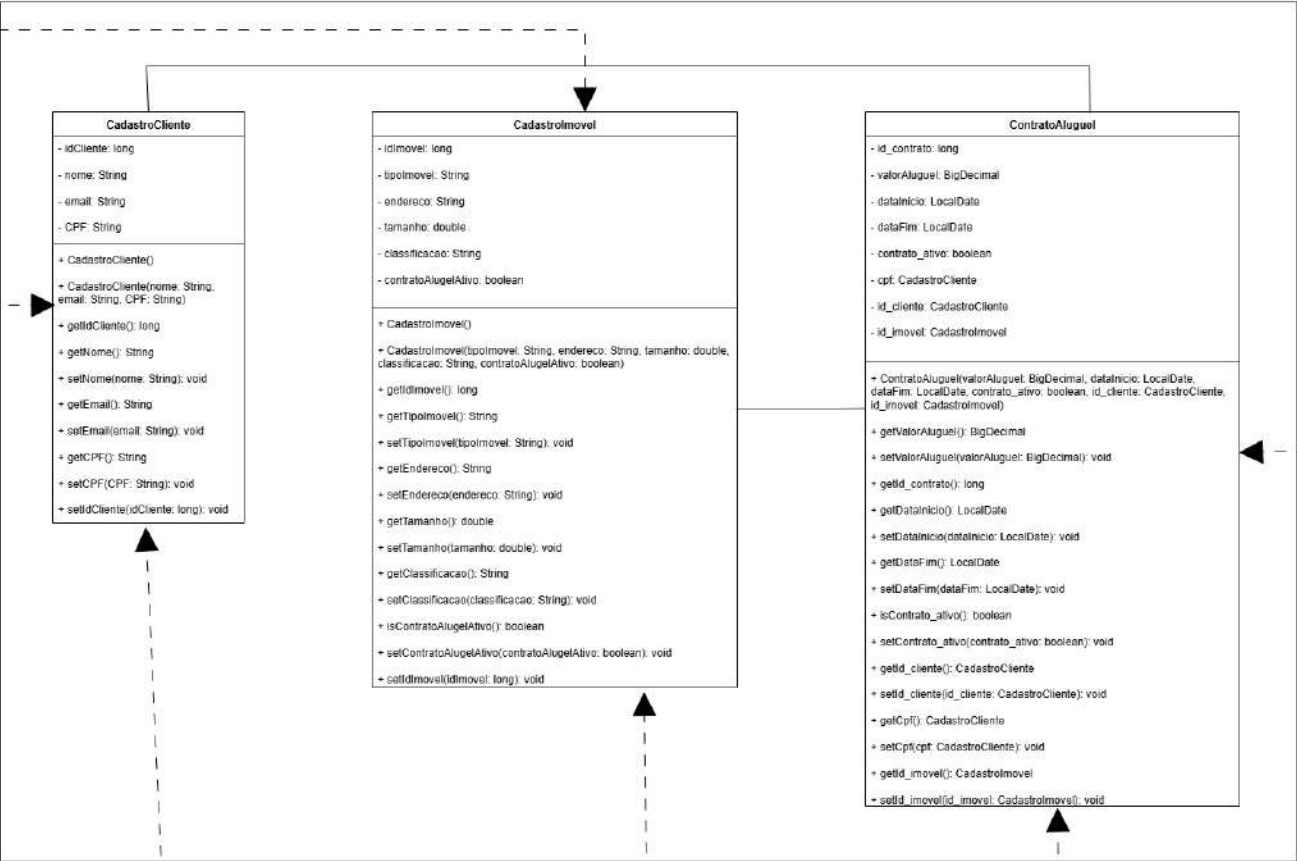 CadastroCliente
- idCliente: long
- nome: String
- email: String
- CPF: String
+ CadastroCliente()
+ CadastroCliente(nome: String,
email: String, CPF: String)
+ getIdCliente(): long
+ getNome(): String
+ setNome(nome: String): void
+ getEmail(): String
+ setEmail(email: String): void
+ getCPF(): String
+ setCPF(CPF: String): void
+ setIdCliente(idCliente: long): void
CadastroImovel
- idImovel: long
- tipoImovel: String
- endereco: String
- tamanho: double
- classificacao: String
- contratoAlugelAtivo: boolean
+ CadastroImovel()
+ CadastroImovel(tipoImovel: String, endereco: String, tamanho: double,
classificacao: String, contratoAlugelAtivo: boolean)
+ getIdImovel(): long
+ getTipoImovel(): String
+ setTipoImovel(tipoImovel: String): void
+ getEndereco(): String
+ setEndereco(endereco: String): void
+ getTamanho(): double
+ setTamanho(tamanho: double): void
+ getClassificacao(): String
+ setClassificacao(classificacao: String): void
+ isContratoAlugelAtivo(): boolean
+ setContratoAlugelAtivo(contratoAlugelAtivo: boolean): void
+ setIdImovel(idImovel: long): void
ContratoAluguel
- id_contrato: long
- valorAluguel: BigDecimal
- dataInicio: LocalDate
- dataFim: LocalDate
- contrato_ativo: boolean
- cpf: CadastroCliente
- id_cliente: CadastroCliente
- id_imovel: CadastroImovel
+ ContratoAluguel(valorAluguel: BigDecimal, dataInicio: LocalDate,
dataFim: LocalDate, contrato_ativo: boolean, id_cliente: CadastroCliente,
id_imovel: CadastroImovel)
+ getValorAluguel(): BigDecimal
+ setValorAluguel(valorAluguel: BigDecimal): void
+ getId_contrato(): long
+ getDataInicio(): LocalDate
+ setDataInicio(dataInicio: LocalDate): void
+ getDataFim(): LocalDate
+ setDataFim(dataFim: LocalDate): void
+ isContrato_ativo(): boolean
+ setContrato_ativo(contrato_ativo: boolean): void
+ getId_cliente(): CadastroCliente
+ setId_cliente(id_cliente: CadastroCliente): void
+ getCpf(): CadastroCliente
+ setCpf(cpf: CadastroCliente): void
+ getId_imovel(): CadastroImovel
+ setId_imovel(id_imovel: CadastroImovel): void